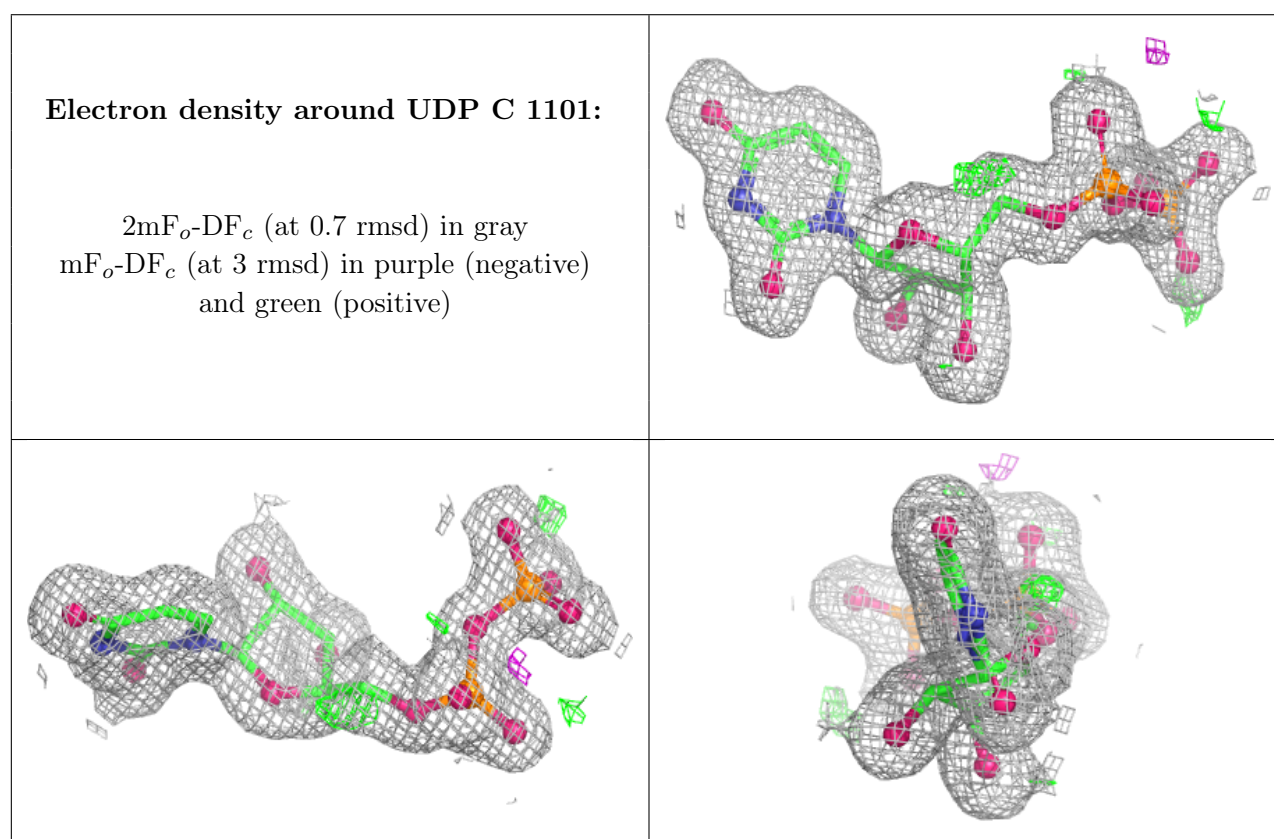 Electron density around UDP C 1101:
2mFₒ-DF𝒸 (at 0.7 rmsd) in gray
mFₒ-DF𝒸 (at 3 rmsd) in purple (negative)
and green (positive)